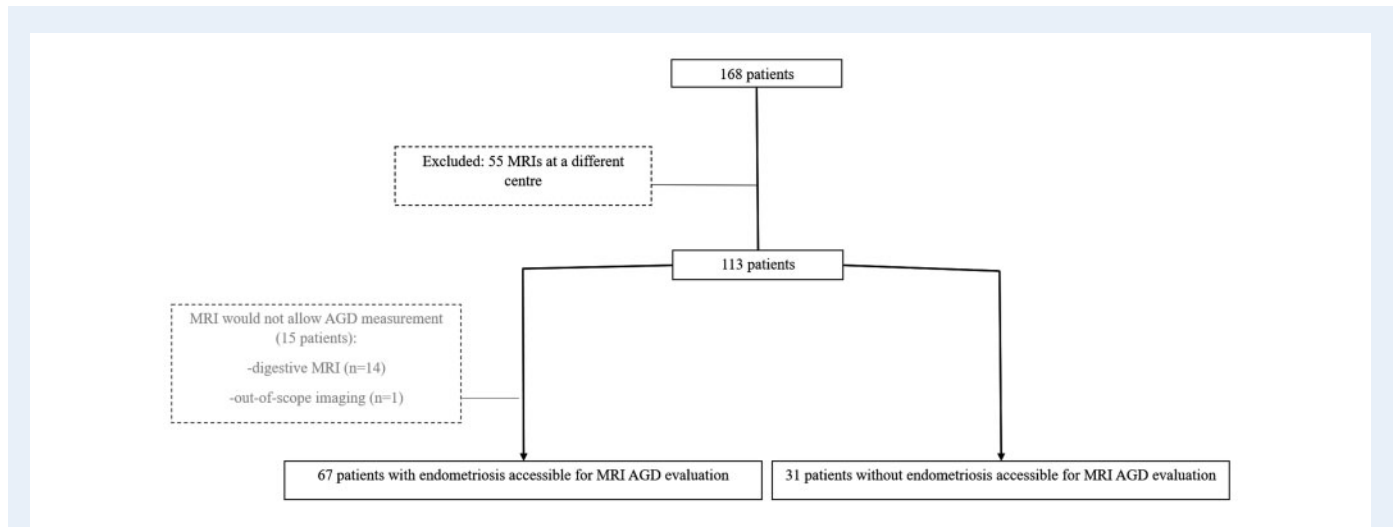 168 patients
Excluded: 55 MRIs at a different
centre
113 patients
MRI would not allow AGD measurement
(15 patients):
-digestive MRI (n=14)
-out-of-scope imaging (n=1)
67 patients with endometriosis accessible for MRI AGD evaluation
31 patients without endometriosis accessible for MRI AGD evaluation